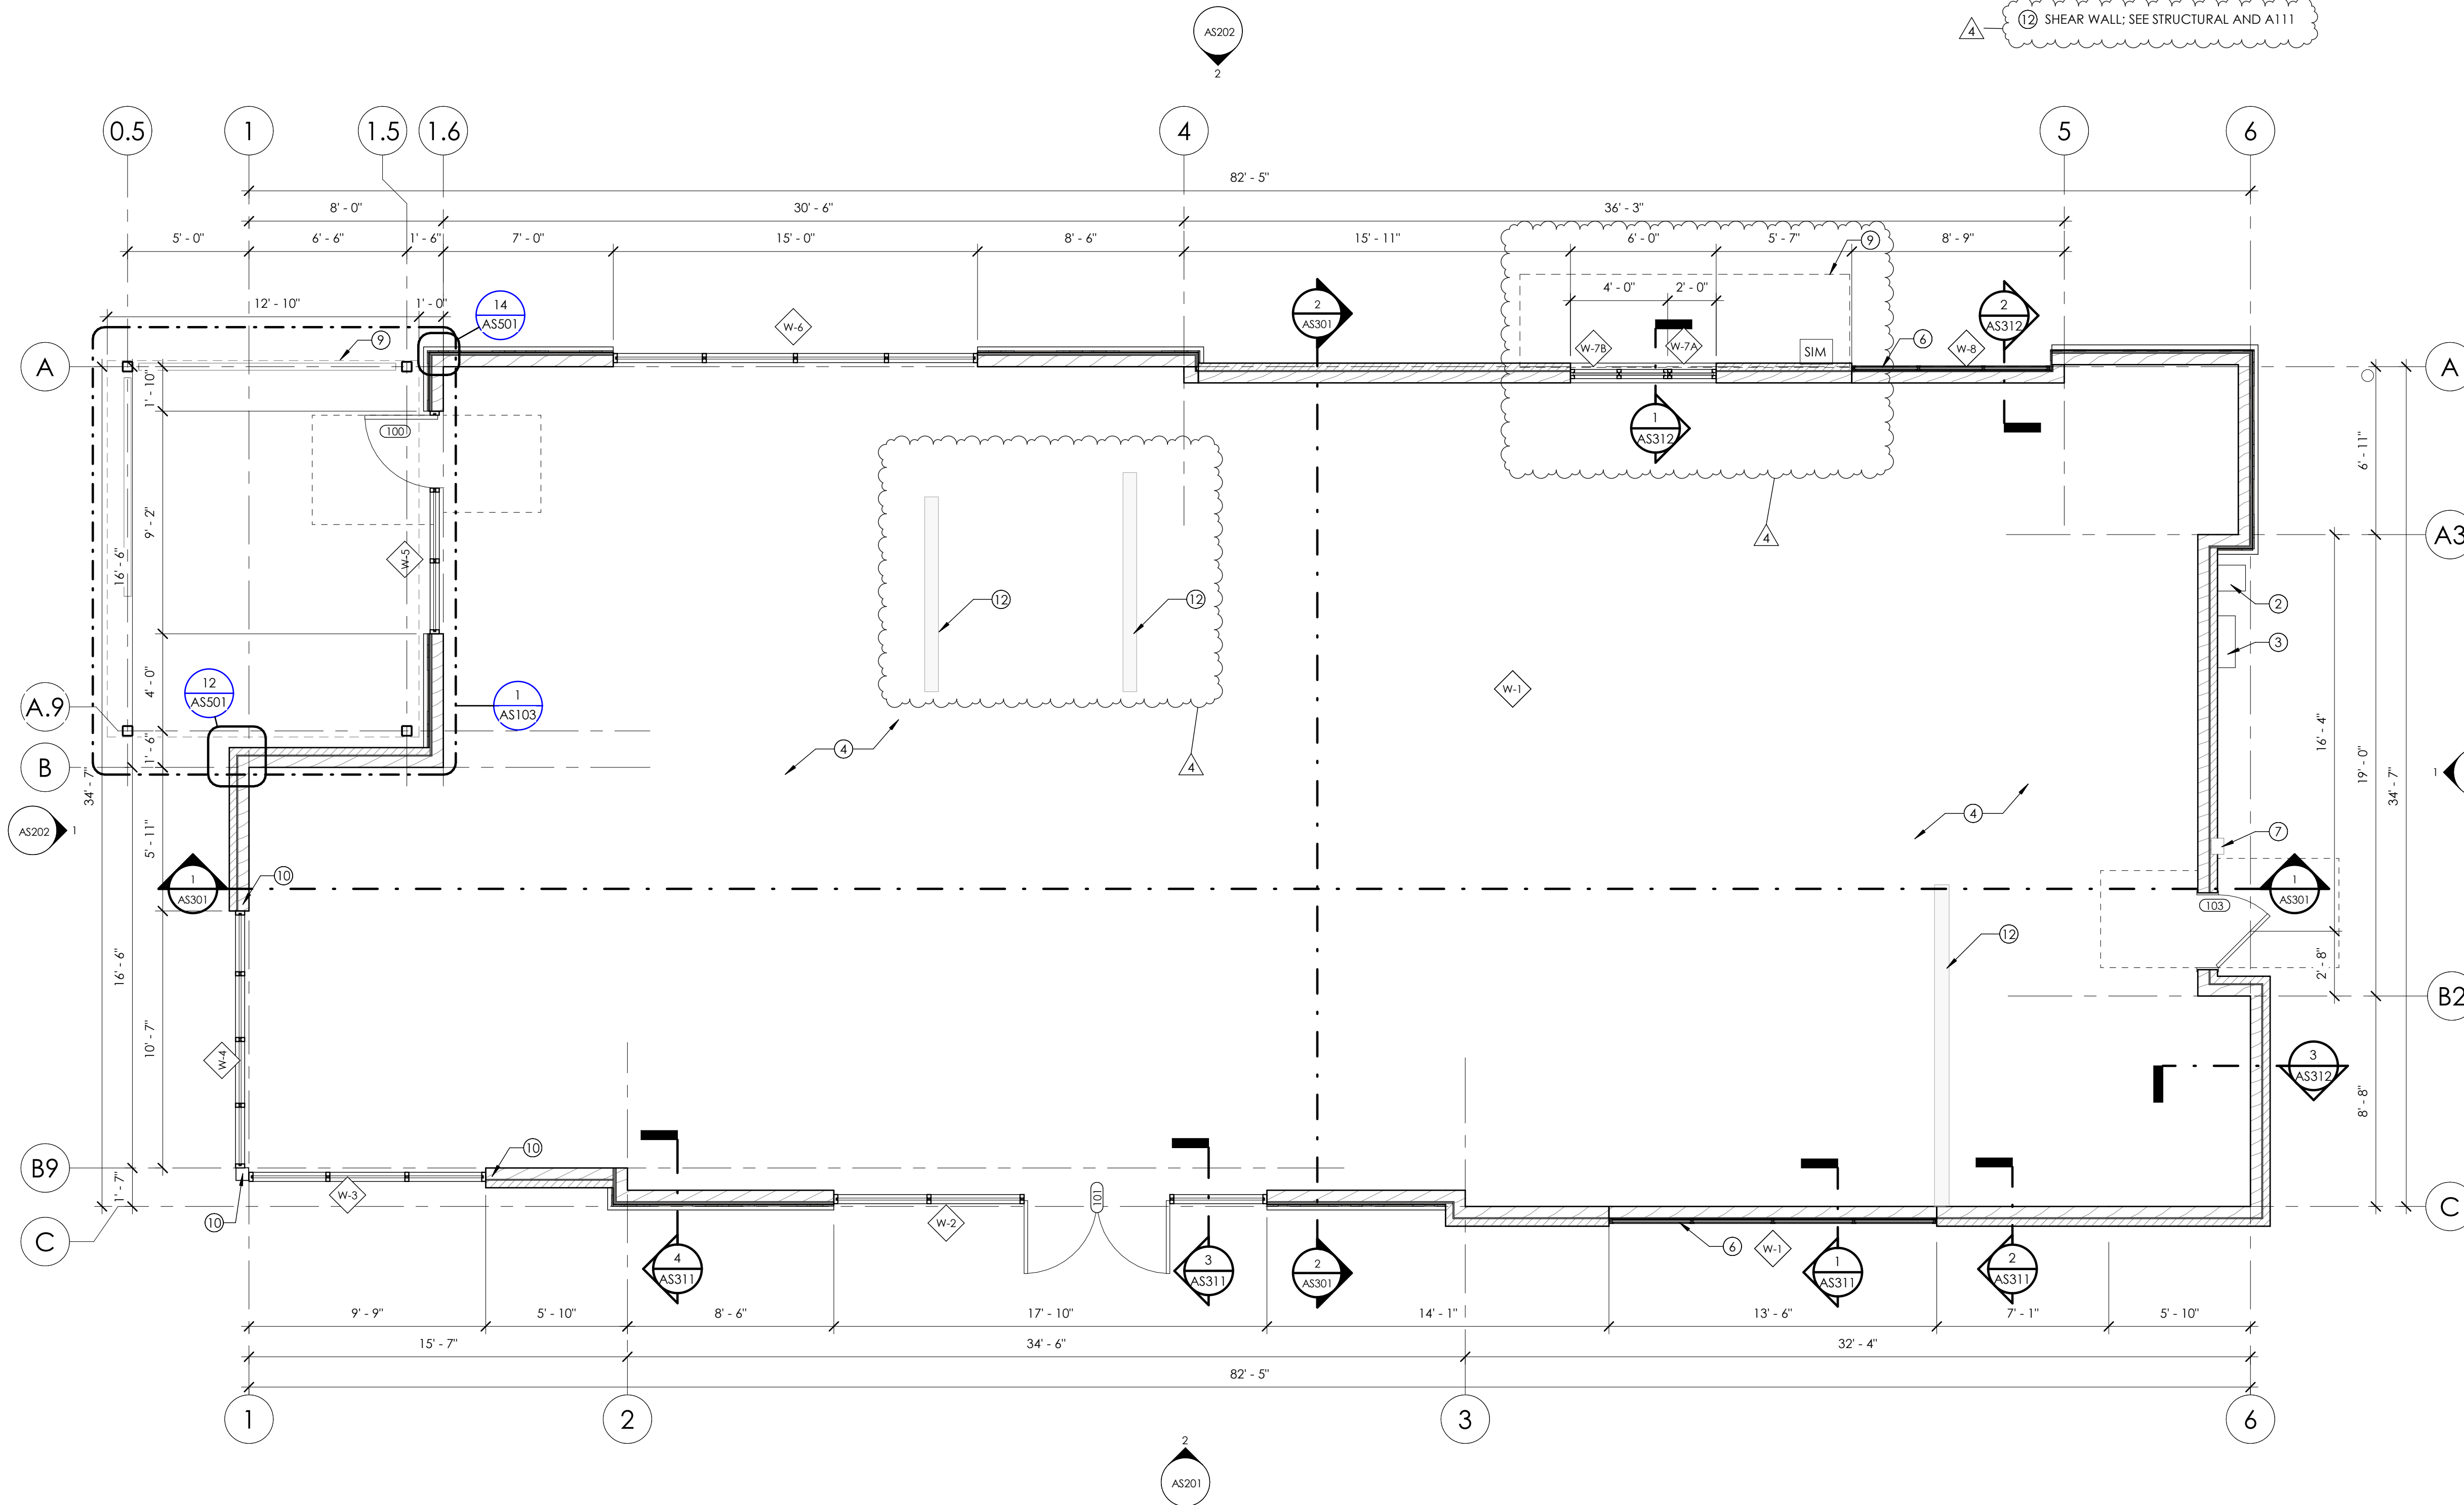 12 SHEAR WALL; SEE STRUCTURAL AND A111
4
AS202
2
0.5
1
1.5
1.6
4
5
6
82' - 5"
8' - 0"
30' - 6"
36' - 3"
5' - 0"
6' - 6"
1' - 6"
7' - 0"
15' - 0"
8' - 6"
15' - 11"
6' - 0"
5' - 7"
9
8' - 9"
12' - 10"
1' - 0"
4' - 0"
2' - 0"
14
AS501
2
AS301
2
AS312
W-6
9
W-7B
W-7A
SIM
6
W-8
A
A
1' - 10"
100
1
AS312
6' - 11"
9' - 2"
16' - 6"
W-5
4
A3
12
12
2
3
12
AS501
4' - 0"
1
AS103
W-1
A.9
1' - 6"
B
34' - 7"
4
4
16' - 4"
19' - 0"
34' - 7"
1
AS202
1
5' - 11"
4
7
1
AS301
10
103
1
AS301
16' - 6"
12
2' - 8"
B2
10' - 7"
W-4
3
AS312
8' - 8"
10
B9
1' - 7"
W-3
101
W-2
10
C
C
6
W-1
4
AS311
3
AS311
2
AS301
1
AS311
2
AS311
9' - 9"
5' - 10"
8' - 6"
17' - 10"
14' - 1"
13' - 6"
7' - 1"
5' - 10"
15' - 7"
34' - 6"
32' - 4"
82' - 5"
1
2
3
6
2
AS201